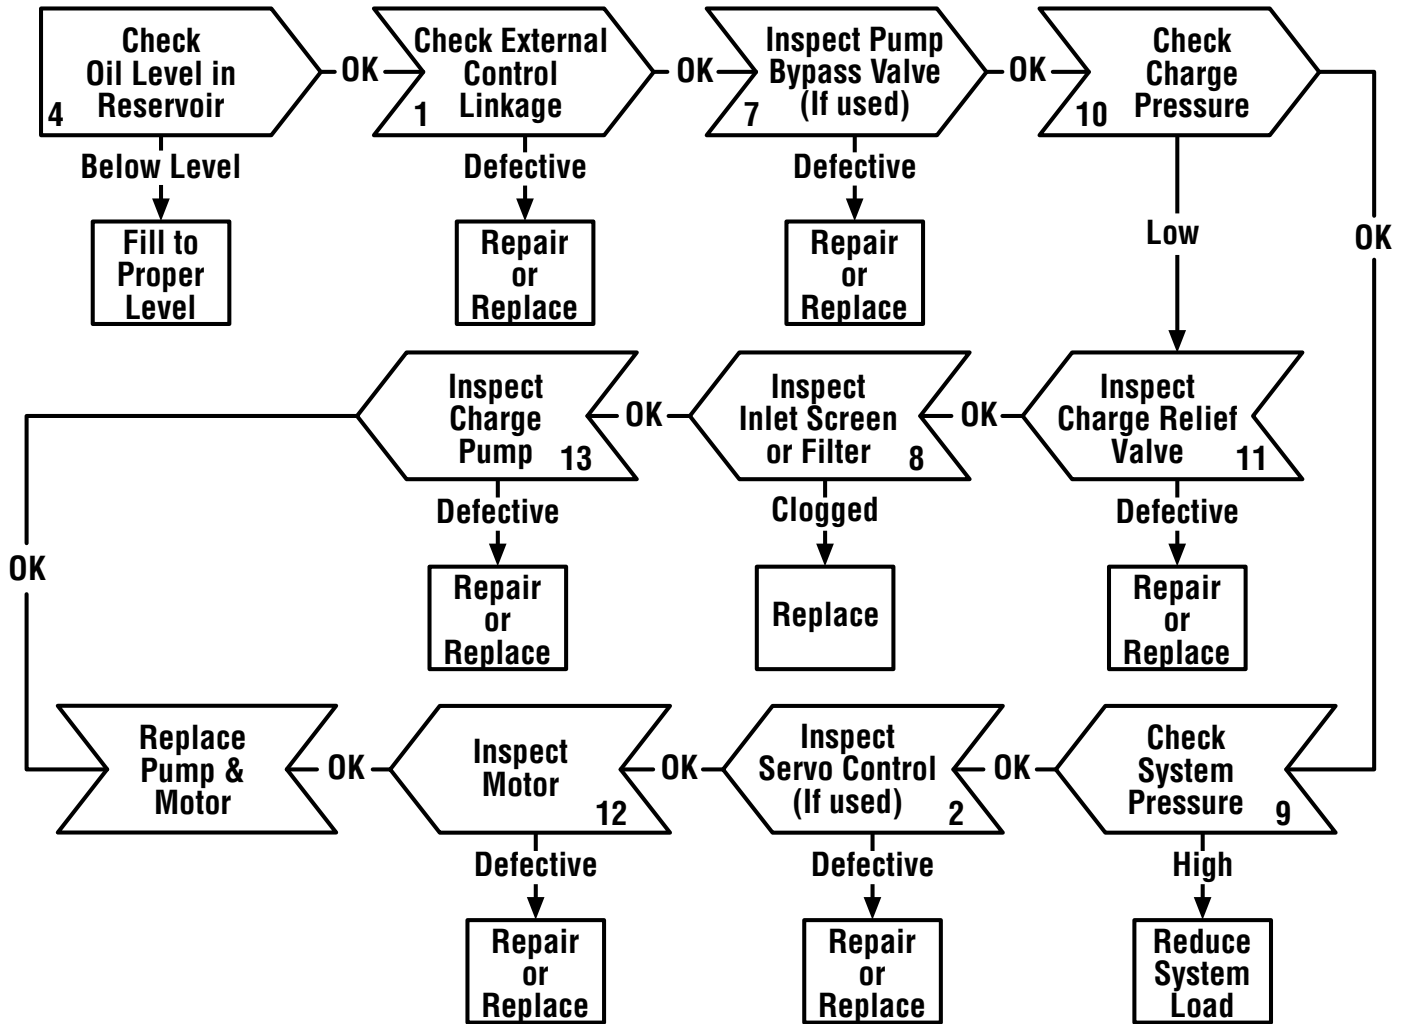 Check
Oil Level in
Reservoir
4
OK
Check External
Control
Linkage
1
OK
Inspect Pump
Bypass Valve
(If used)
7
OK
Check
Charge
Pressure
10
Below Level
Defective
Defective
Low
OK
Fill to
Proper
Level
Repair
or
Replace
Repair
or
Replace
Inspect
Charge Relief
Valve
11
OK
Inspect
Inlet Screen
or Filter
8
OK
Inspect
Charge
Pump
13
Defective
Clogged
Defective
OK
Repair
or
Replace
Replace
Repair
or
Replace
Check
System
Pressure
9
OK
Inspect
Servo Control
(If used)
2
OK
Inspect
Motor
12
OK
Replace
Pump &
Motor
High
Defective
Defective
Reduce
System
Load
Repair
or
Replace
Repair
or
Replace